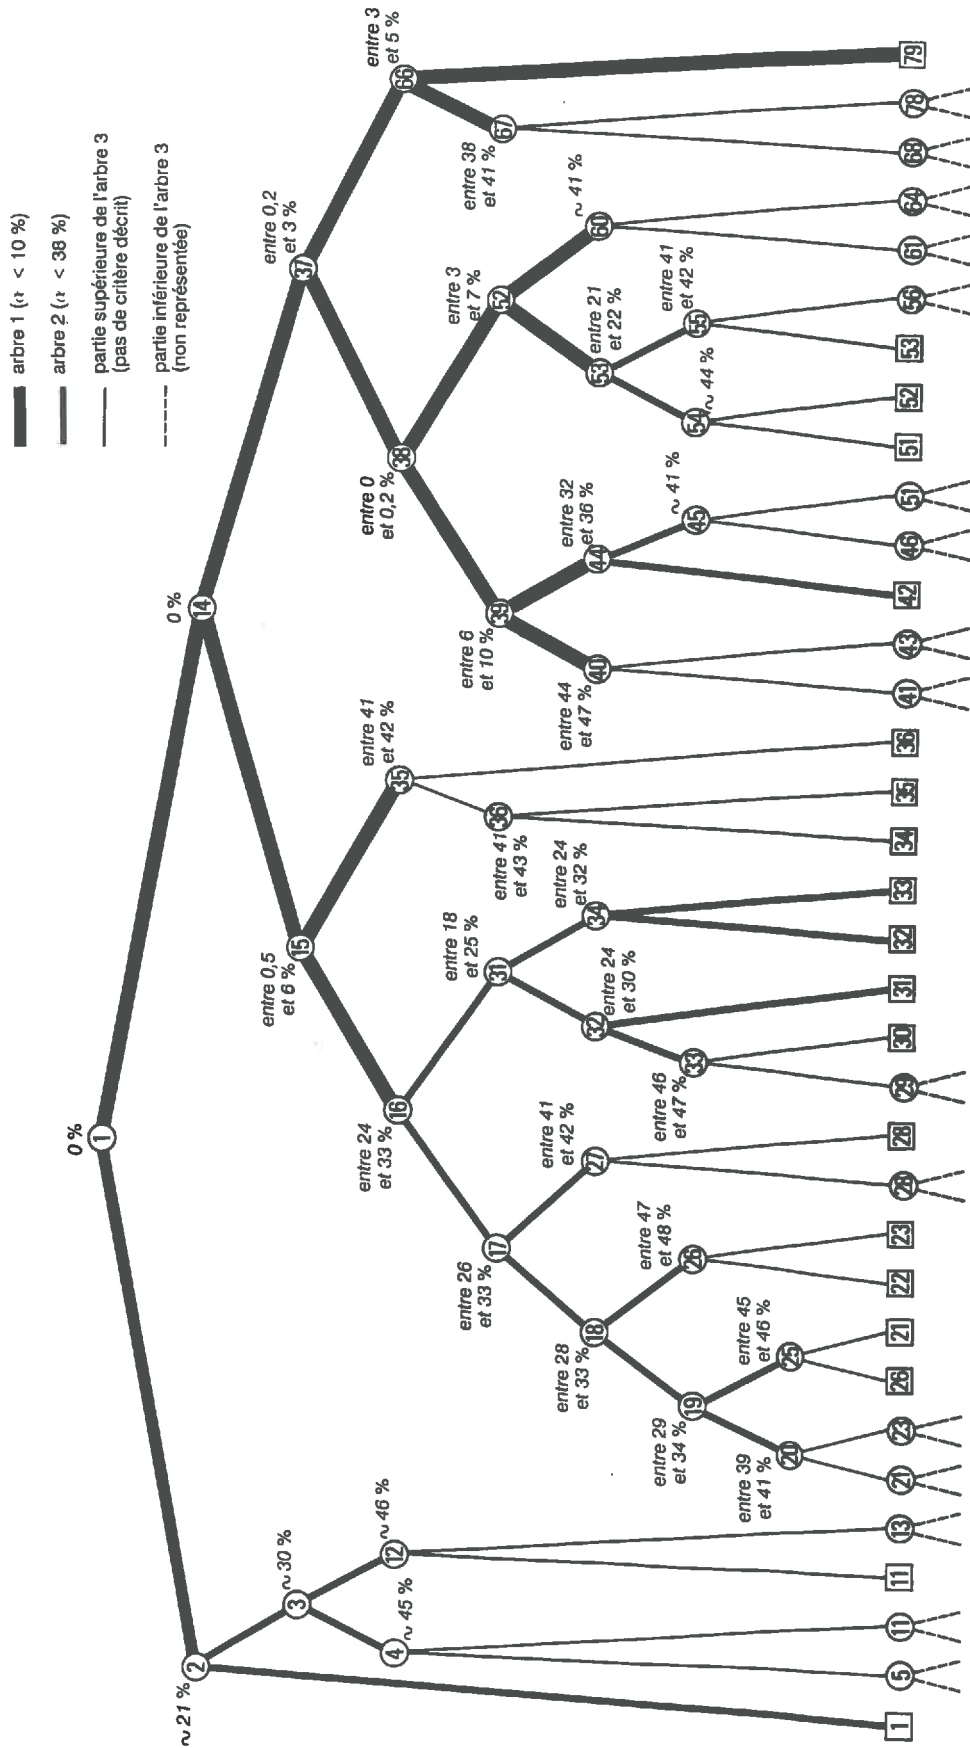 arbre 1 (α < 10 %)
arbre 2 (α < 38 %)
partie supérieure de l'arbre 3
(pas de critère décrit)
partie inférieure de l'arbre 3
(non représentée)
0 %
1
~ 21 %
2
0 %
14
~ 30 %
3
entre 0,5
et 6 %
15
entre 0,2
et 3 %
37
~ 45 %
4
~ 46 %
12
entre 24
et 33 %
16
entre 41
et 42 %
35
entre 0
et 0,2 %
38
entre 3
et 5 %
66
entre 26
et 33 %
17
entre 18
et 25 %
31
entre 41
et 43 %
36
entre 6
et 10 %
39
entre 3
et 7 %
52
entre 38
et 41 %
67
entre 28
et 33 %
18
entre 41
et 42 %
27
entre 24
et 30 %
32
entre 24
et 32 %
34
entre 44
et 47 %
40
entre 32
et 36 %
44
entre 21
et 22 %
53
~ 41 %
60
entre 29
et 34 %
19
entre 47
et 48 %
26
entre 46
et 47 %
33
~ 41 %
45
~ 44 %
54
entre 41
et 42 %
55
entre 39
et 41 %
20
entre 45
et 46 %
25
1 5 11 11 13 21 23 26 21 22 23 28 28 29 30 31 32 33 34 35 36 41 43 42 46 51 51 52 53 56 61 64 68 78 79